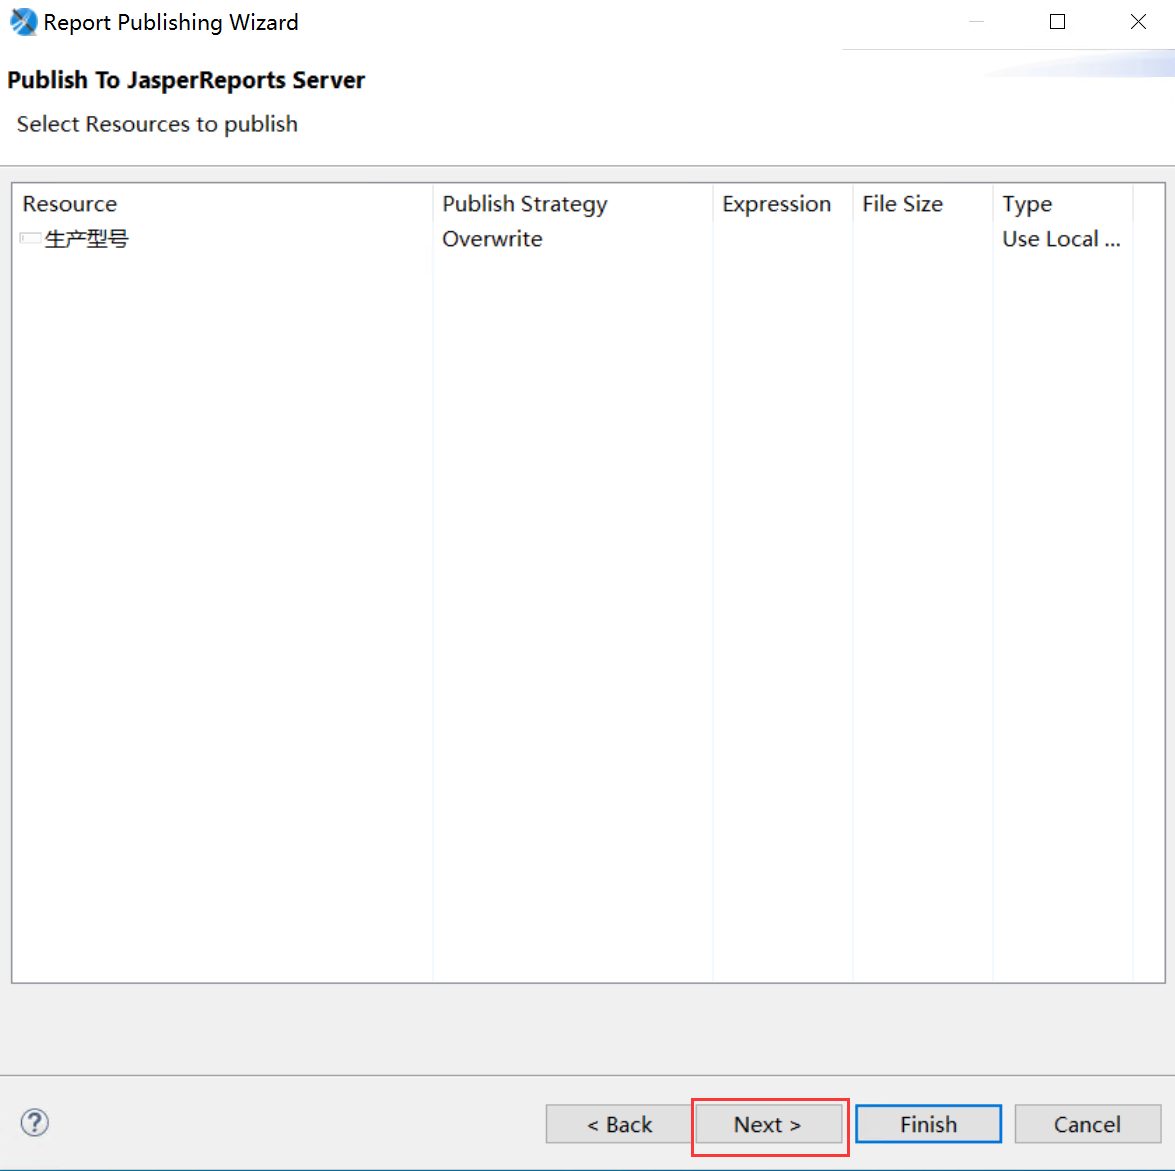 Report Publishing Wizard
Publish To JasperReports Server
Select Resources to publish
Resource Publish Strategy Expression File Size Type
生产型号 Overwrite Use Local ...
< Back Next > Finish Cancel